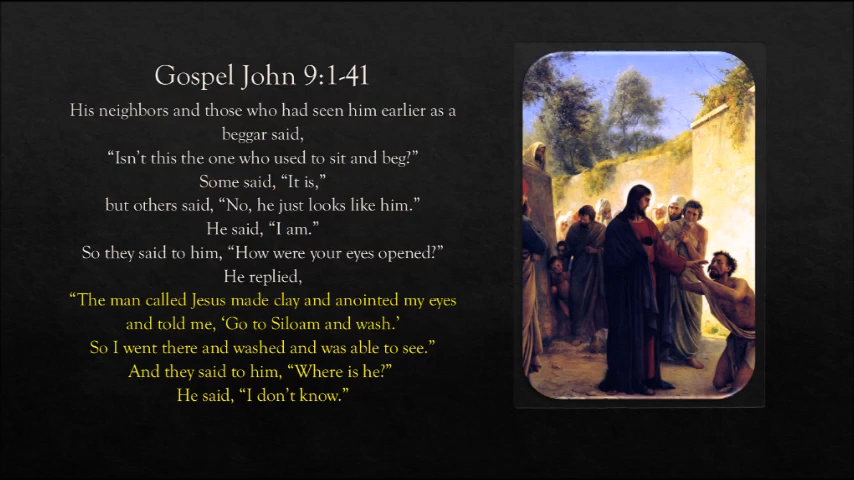 Gospel John 9:1-41
His neighbors and those who had seen him earlier as a
beggar said,
“Isn’t this the one who used to sit and beg?”
Some said, “It is,”
but others said, “No, he just looks like him.”
He said, “I am.”
So they said to him, “How were your eyes opened?”
He replied,
“The man called Jesus made clay and anointed my eyes
and told me, ‘Go to Siloam and wash.’
So I went there and washed and was able to see.”
And they said to him, “Where is he?”
He said, “I don’t know.”